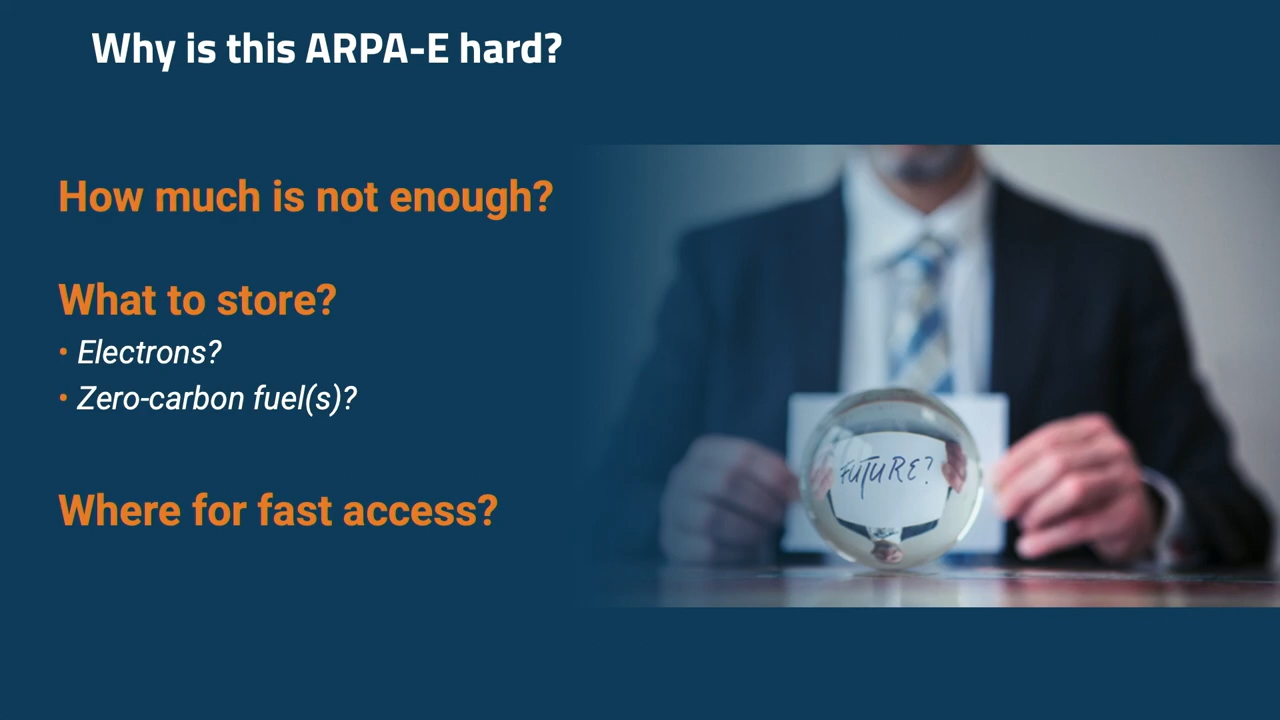 Why is this ARPA-E hard?
How much is not enough?
What to store?
• Electrons?
• Zero-carbon fuel(s)?
Where for fast access?
FUTURE?